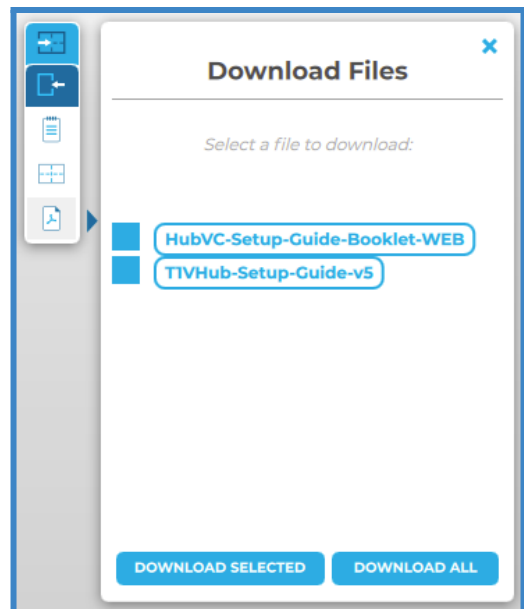 Download Files
Select a file to download:
HubVC-Setup-Guide-Booklet-WEB
T1VHub-Setup-Guide-v5
DOWNLOAD SELECTED
DOWNLOAD ALL